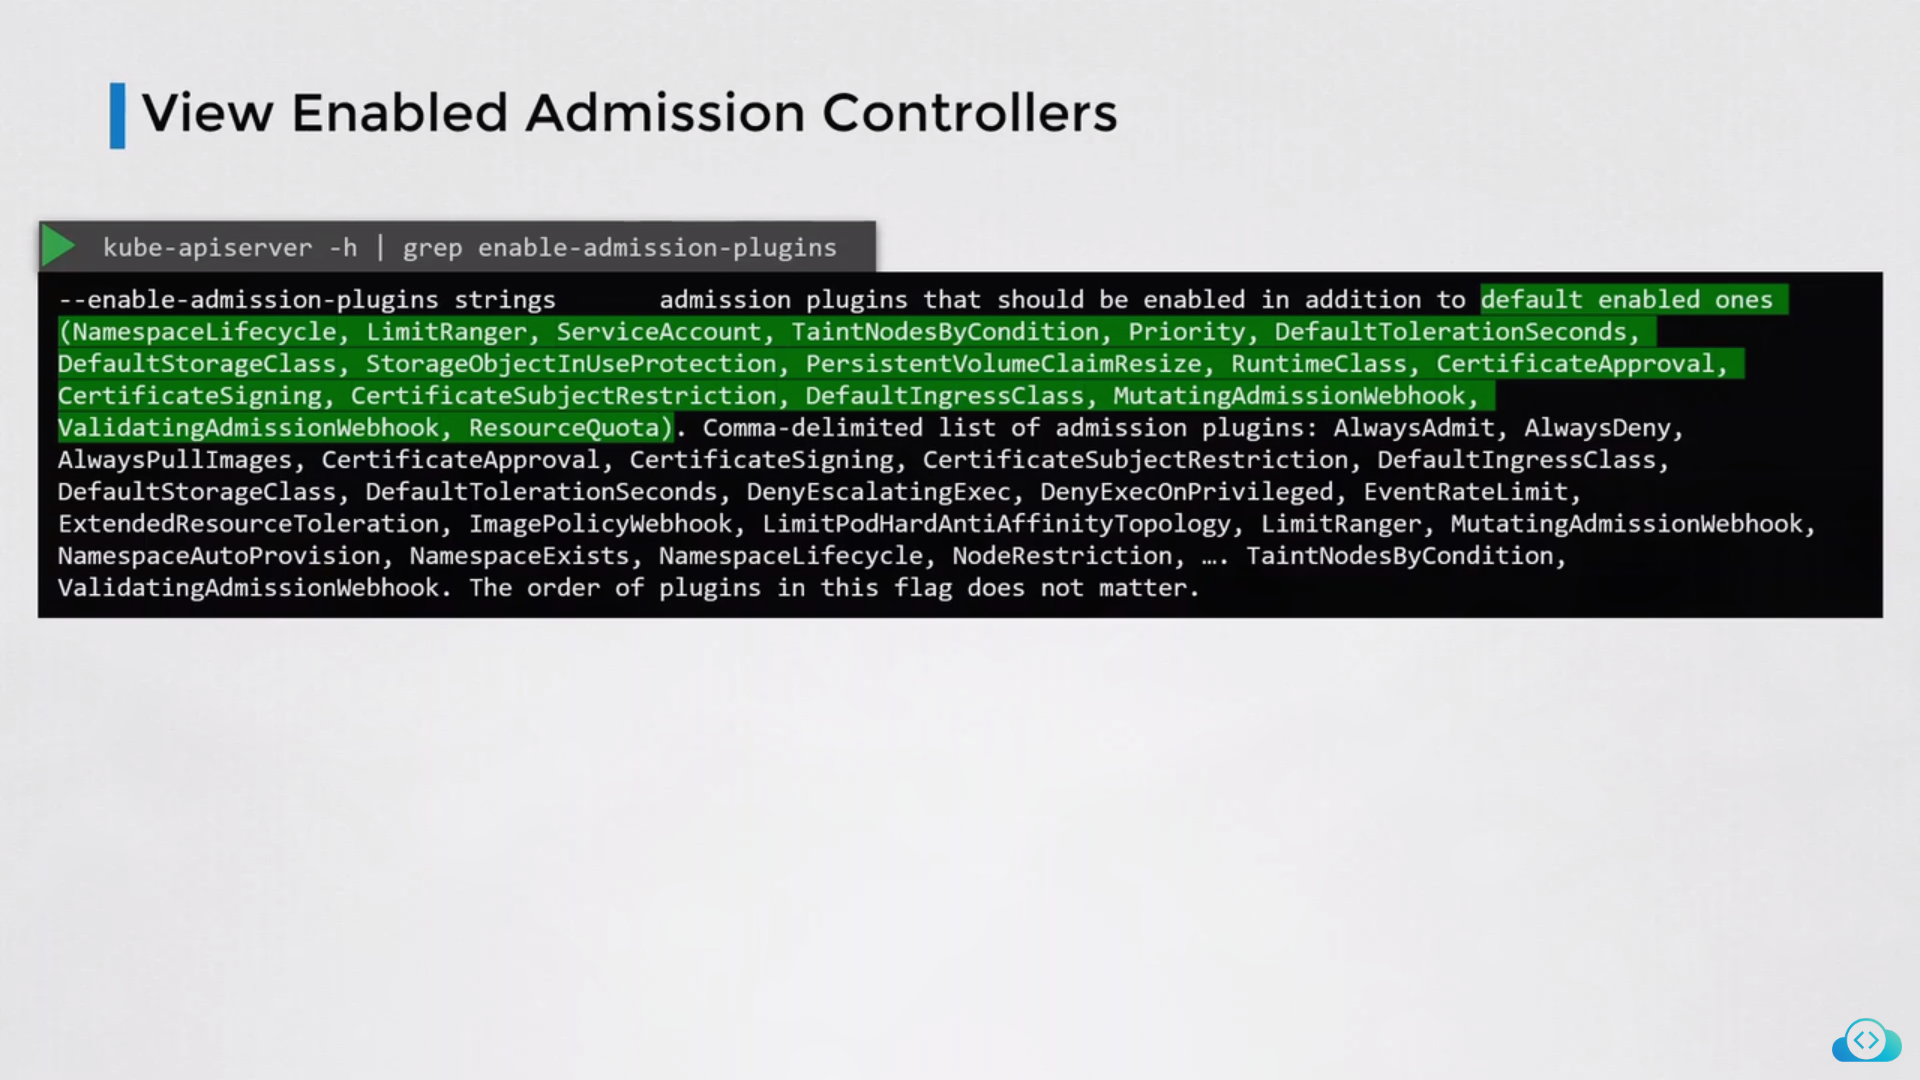 View Enabled Admission Controllers
kube-apiserver -h | grep enable-admission-plugins
--enable-admission-plugins strings       admission plugins that should be enabled in addition to default enabled ones
(NamespaceLifecycle, LimitRanger, ServiceAccount, TaintNodesByCondition, Priority, DefaultTolerationSeconds,
DefaultStorageClass, StorageObjectInUseProtection, PersistentVolumeClaimResize, RuntimeClass, CertificateApproval,
CertificateSigning, CertificateSubjectRestriction, DefaultIngressClass, MutatingAdmissionWebhook,
ValidatingAdmissionWebhook, ResourceQuota). Comma-delimited list of admission plugins: AlwaysAdmit, AlwaysDeny,
AlwaysPullImages, CertificateApproval, CertificateSigning, CertificateSubjectRestriction, DefaultIngressClass,
DefaultStorageClass, DefaultTolerationSeconds, DenyEscalatingExec, DenyExecOnPrivileged, EventRateLimit,
ExtendedResourceToleration, ImagePolicyWebhook, LimitPodHardAntiAffinityTopology, LimitRanger, MutatingAdmissionWebhook,
NamespaceAutoProvision, NamespaceExists, NamespaceLifecycle, NodeRestriction, …. TaintNodesByCondition,
ValidatingAdmissionWebhook. The order of plugins in this flag does not matter.